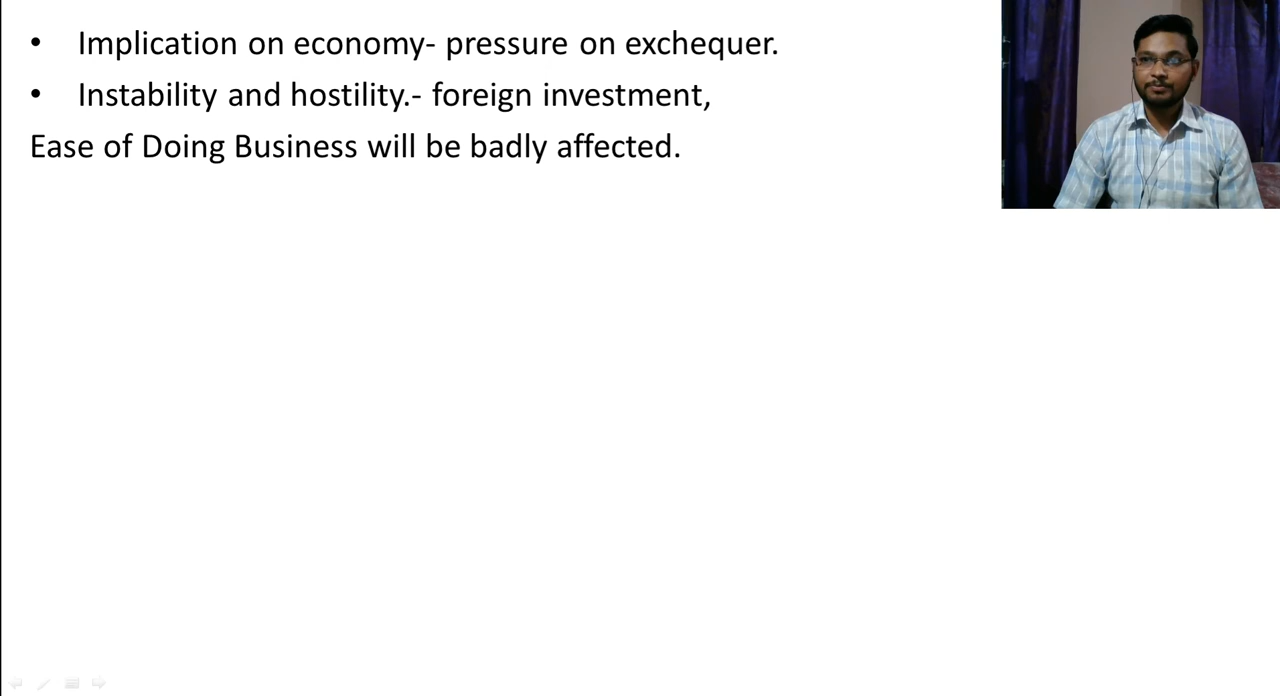 • Implication on economy- pressure on exchequer.
• Instability and hostility.- foreign investment,
Ease of Doing Business will be badly affected.